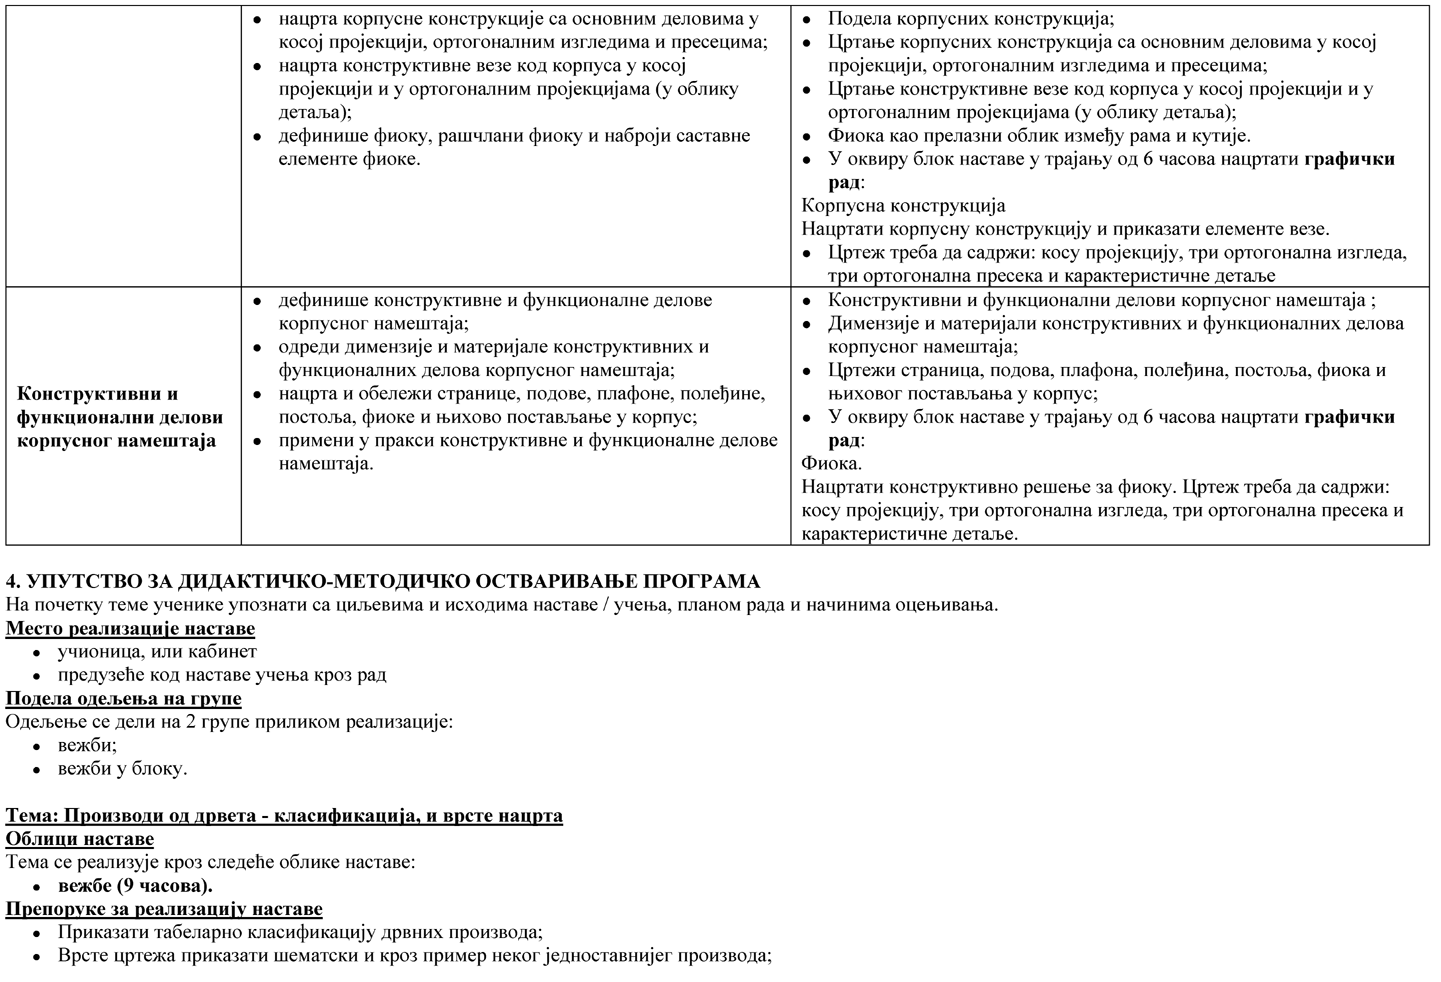 • нацрта корпусне конструкције са основним деловима у
косој пројекцији, ортогоналним изгледима и пресецима;
• нацрта конструктивне везе код корпуса у косој
пројекцији и у ортогоналним пројекцијама (у облику
детаља);
• дефинише фиоку, рашчлани фиоку и наброји саставне
елементе фиоке.
• Подела корпусних конструкција;
• Цртање корпусних конструкција са основним деловима у косој
пројекцији, ортогоналним изгледима и пресецима;
• Цртање конструктивне везе код корпуса у косој пројекцији и у
ортогоналним пројекцијама (у облику детаља);
• Фиока као прелазни облик између рама и кутије.
• У оквиру блок наставе у трајању од 6 часова нацртати графички
рад:
Корпусна конструкција
Нацртати корпусну конструкцију и приказати елементе везе.
• Цртеж треба да садржи: косу пројекцију, три ортогонална изгледа,
три ортогонална пресека и карактеристичне детаље
Конструктивни и
функционални делови
корпусног намештаја
• дефинише конструктивне и функционалне делове
корпусног намештаја;
• одреди димензије и материјале конструктивних и
функционалних делова корпусног намештаја;
• нацрта и обележи странице, подове, плафоне, полеђине,
постоља, фиоке и њихово постављање у корпус;
• примени у пракси конструктивне и функционалне делове
намештаја.
• Конструктивни и функционални делови корпусног намештаја ;
• Димензије и материјали конструктивних и функционалних делова
корпусног намештаја;
• Цртежи страница, подова, плафона, полеђина, постоља, фиока и
њиховог постављања у корпус;
• У оквиру блок наставе у трајању од 6 часова нацртати графички
рад:
Фиока.
Нацртати конструктивно решење за фиоку. Цртеж треба да садржи:
косу пројекцију, три ортогонална изгледа, три ортогонална пресека и
карактеристичне детаље.
4. УПУТСТВО ЗА ДИДАКТИЧКО-МЕТОДИЧКО ОСТВАРИВАЊЕ ПРОГРАМА
На почетку теме ученике упознати са циљевима и исходима наставе / учења, планом рада и начинима оцењивања.
Место реализације наставе
• учионица, или кабинет
• предузеће код наставе учења кроз рад
Подела одељења на групе
Одељење се дели на 2 групе приликом реализације:
• вежби;
• вежби у блоку.
Тема: Производи од дрвета - класификација, и врсте нацрта
Облици наставе
Тема се реализује кроз следеће облике наставе:
• вежбе (9 часова).
Препоруке за реализацију наставе
• Приказати табеларно класификацију дрвних производа;
• Врсте цртежа приказати шематски и кроз пример неког једноставнијег производа;